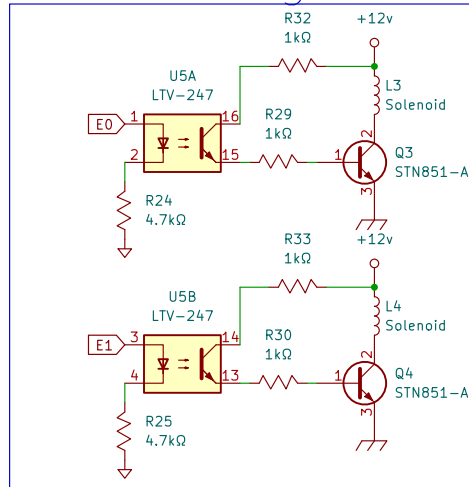 R32
1kΩ
+12v
U5A
LTV-247
L3
Solenoid
E0
1
16
R29
1kΩ
2
15
1
2
Q3
STN851-A
3
R24
4.7kΩ
R33
1kΩ
+12v
U5B
LTV-247
L4
Solenoid
E1
3
14
R30
1kΩ
4
13
1
2
Q4
STN851-A
3
R25
4.7kΩ